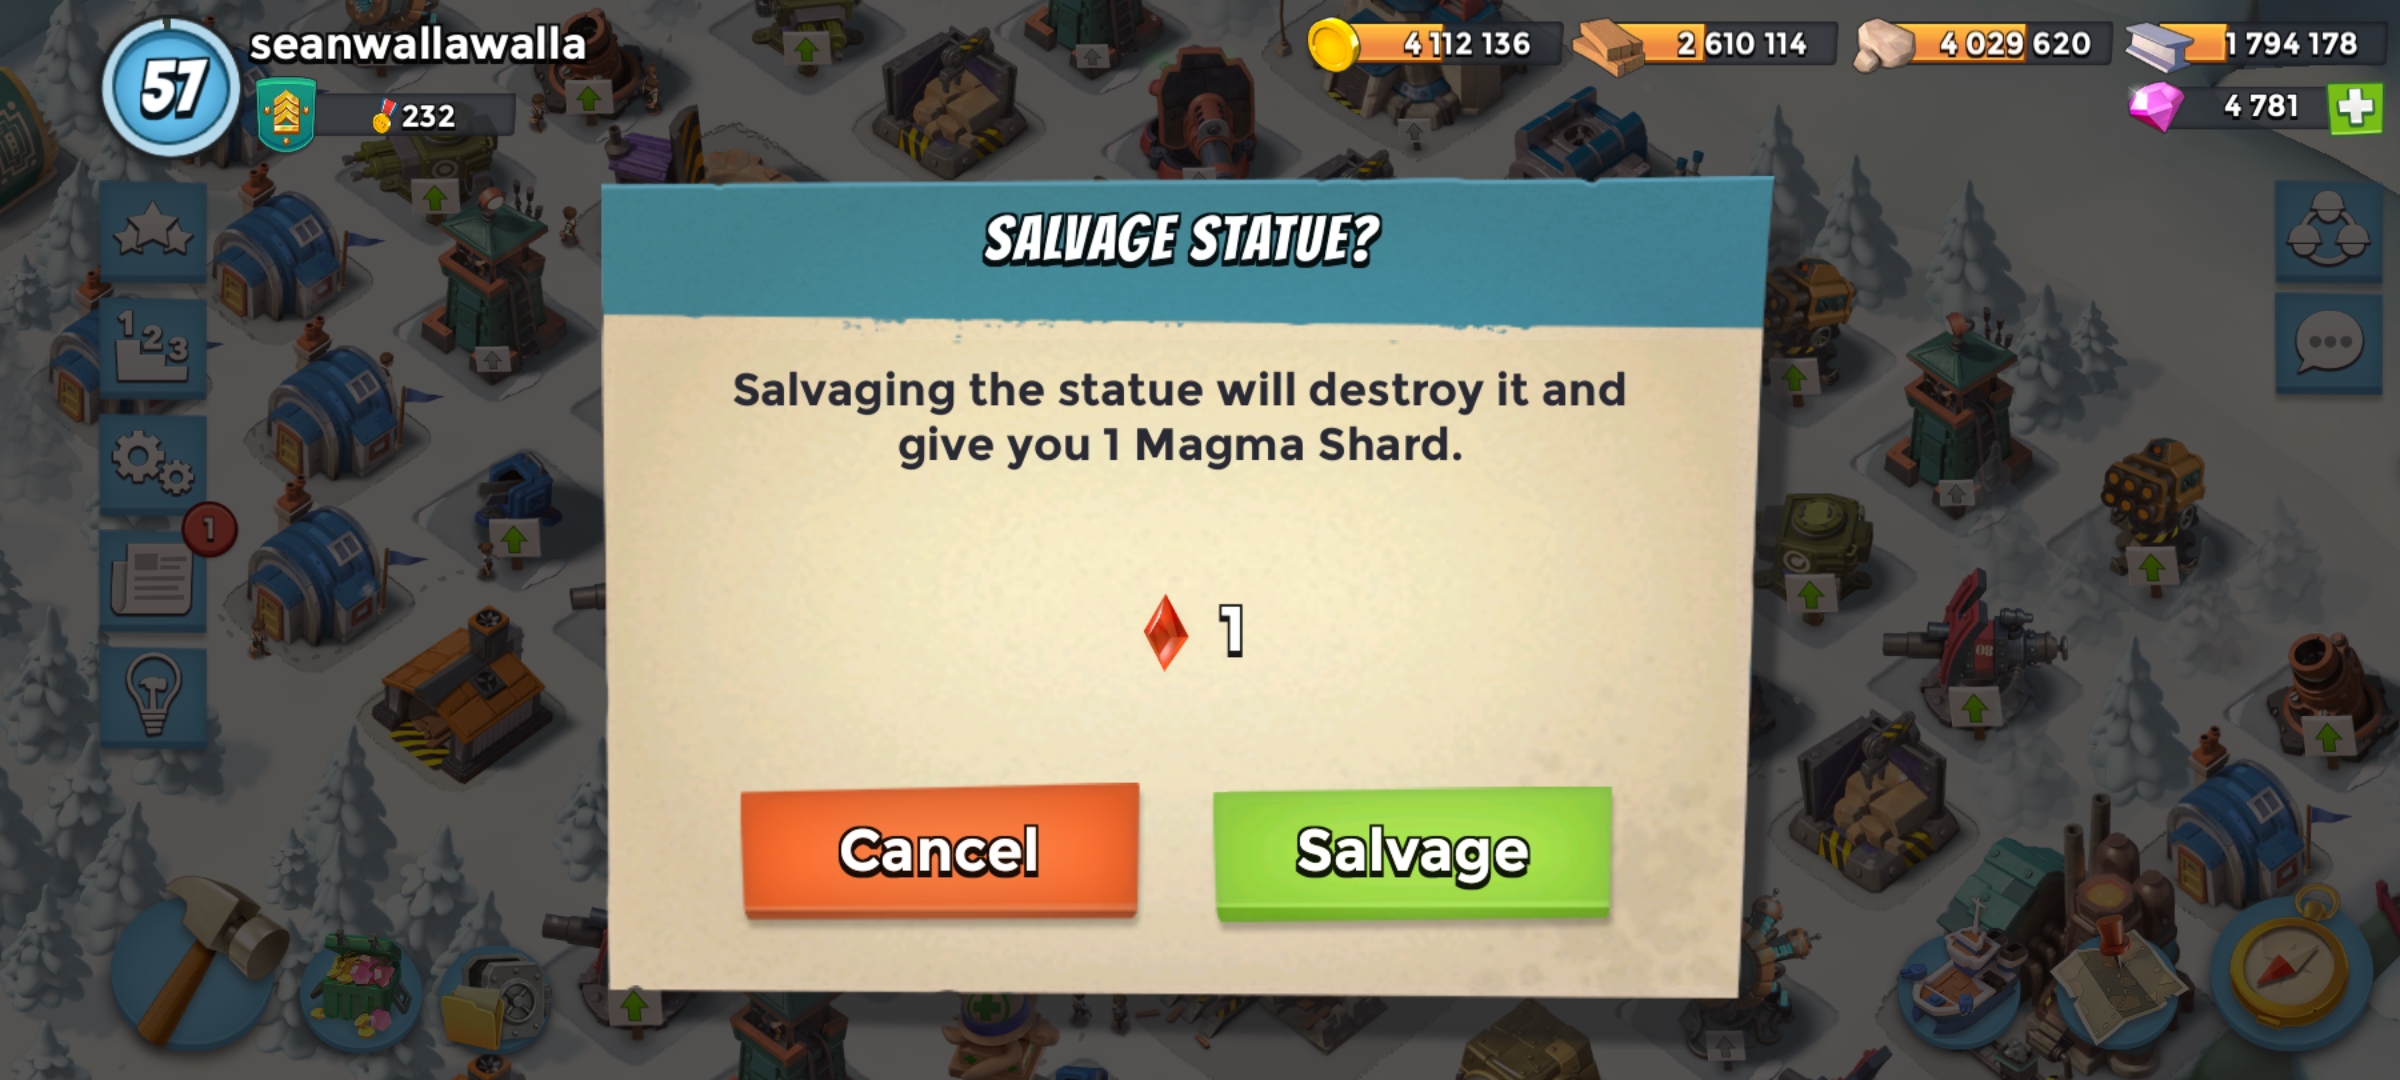 57
seanwallawalla
232
4 112 136
2 610 114
4 029 620
1 794 178
4 781
SALVAGE STATUE?
Salvaging the statue will destroy it and
give you 1 Magma Shard.
1
Cancel
Salvage
1 2 3
1
08